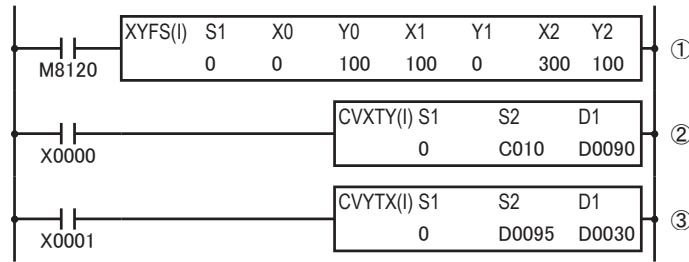 XYFS(I) S1 X0 Y0 X1 Y1 X2 Y2
0 0 100 100 0 300 100
M8120
①
CVXTY(I) S1 S2 D1
0 C010 D0090
X0000
②
CVYTX(I) S1 S2 D1
0 D0095 D0030
X0001
③